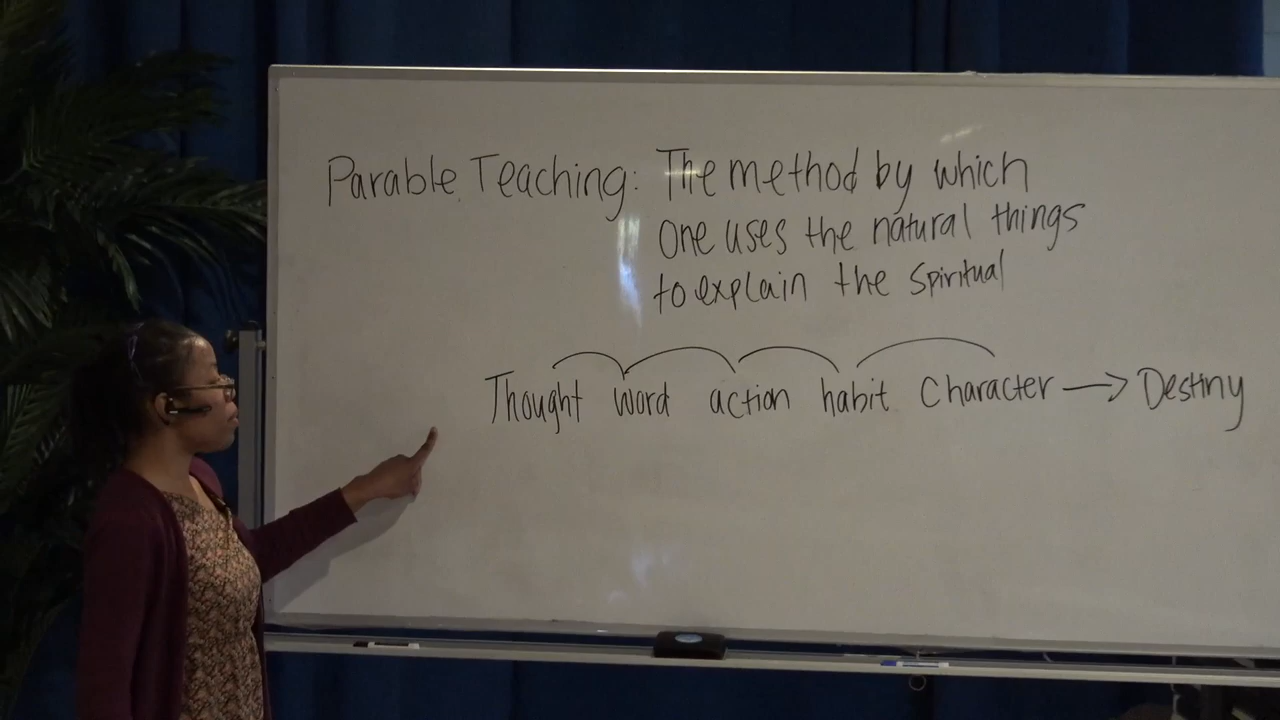 Parable Teaching: The method by which
one uses the natural things
to explain the spiritual
Thought word action habit Character → Destiny